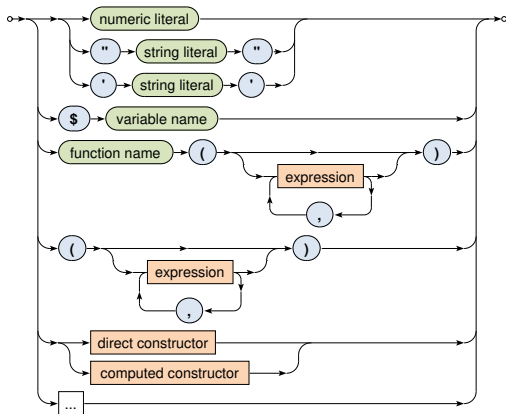 numeric literal
" string literal "
' string literal '
$ variable name
function name ( )
expression
,
( )
expression
,
direct constructor
computed constructor
...